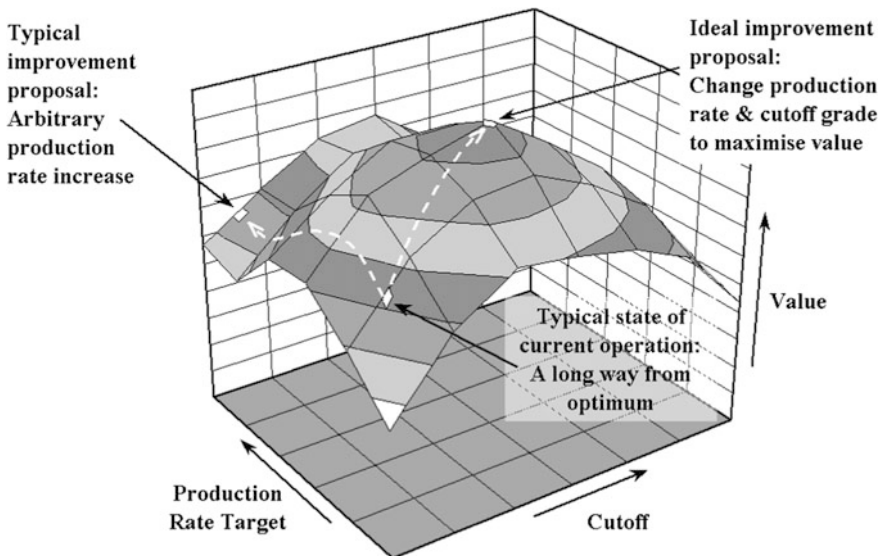 Typical
improvement
proposal:
Arbitrary
production
rate increase
Ideal improvement
proposal:
Change production
rate & cutoff grade
to maximise value
Value
Typical state of
current operation:
A long way from
optimum
Production
Rate Target
Cutoff